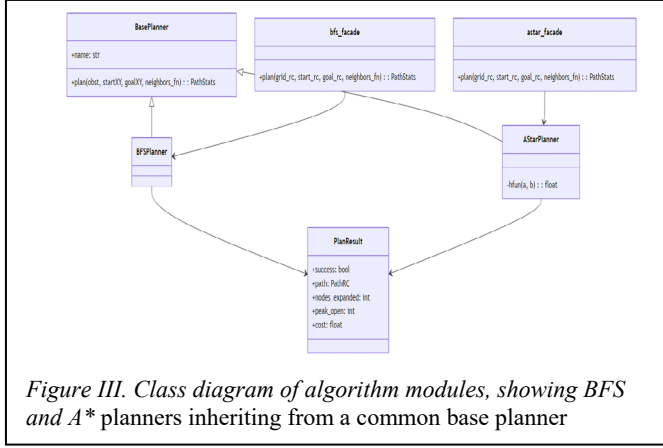 BasePlanner
+name: str
+plan(obst, startXY, goalXY, neighbors_fn) : : PathStats
bfs_facade
+plan(grid_rc, start_rc, goal_rc, neighbors_fn) : : PathStats
astar_facade
+plan(grid_rc, start_rc, goal_rc, neighbors_fn) : : PathStats
BFSPlanner
AStarPlanner
-hfun(a, b) : : float
PlanResult
+success: bool
+path: PathRC
+nodes_expanded: int
+peak_open: int
+cost: float
Figure III. Class diagram of algorithm modules, showing BFS
and A* planners inheriting from a common base planner